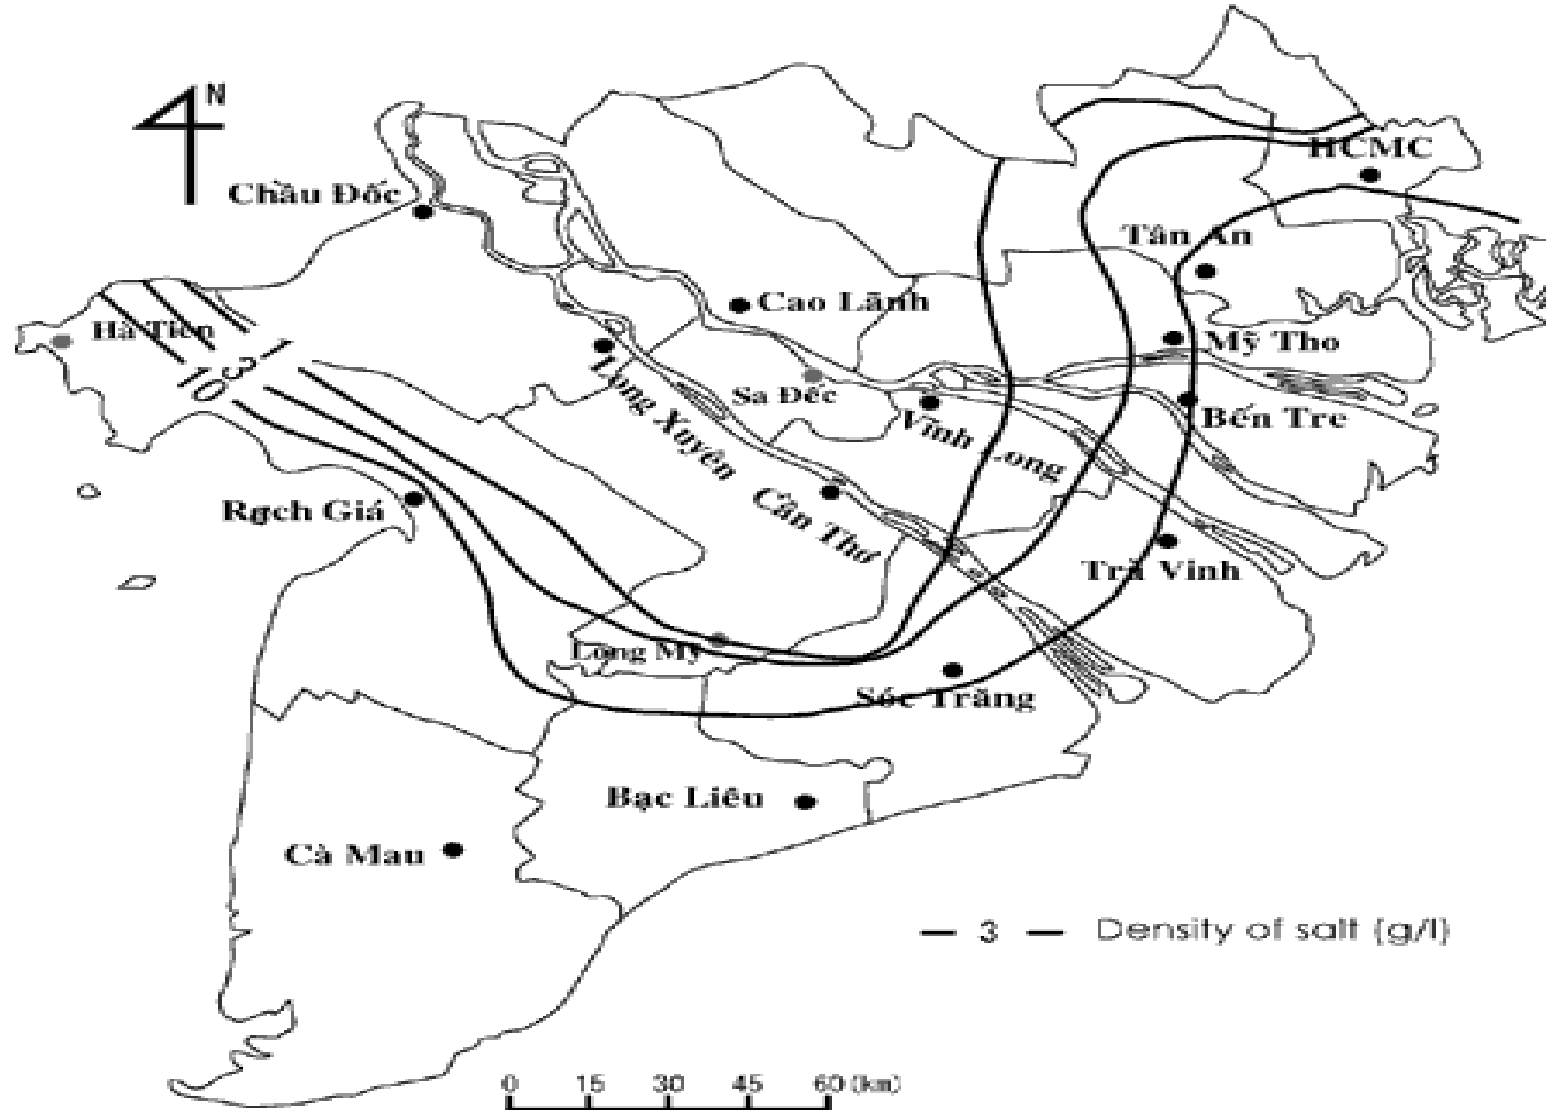 N
HCMC
Chầu Đốc
Tân An
Cao Lãnh
Hà Tiên
Mỹ Tho
1
3
10
Long Xuyên
Sa Đéc
Bến Tre
Vĩnh Long
Rạch Giá
Cần Thơ
Trà Vinh
Long Mỹ
Sóc Trăng
Bạc Liêu
Cà Mau
3 Density of salt (g/l)
0 15 30 45 60 (km)